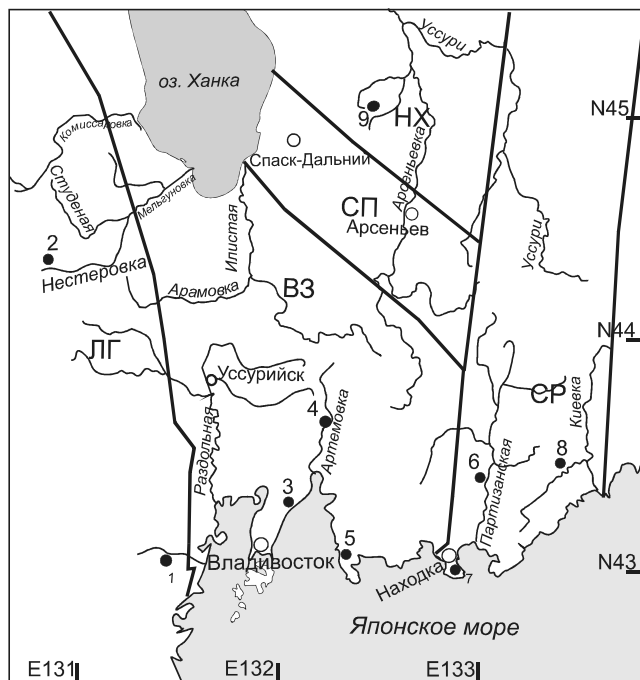 Уссури
оз. Ханка
N45
9
НХ
Комиссаровка
Спаск-Дальний
Арсеньевка
Студеная
Мельгуновка
СП
Арсеньев
Илистая
Уссури
2
Нестеровка
ВЗ
Арамовка
N44
ЛГ
Уссурийск
СР
Киевка
4
Раздольная
Артемовка
Партизанская
8
6
3
5
1
Владивосток
N43
Находка
7
Японское море
E131
E132
E133